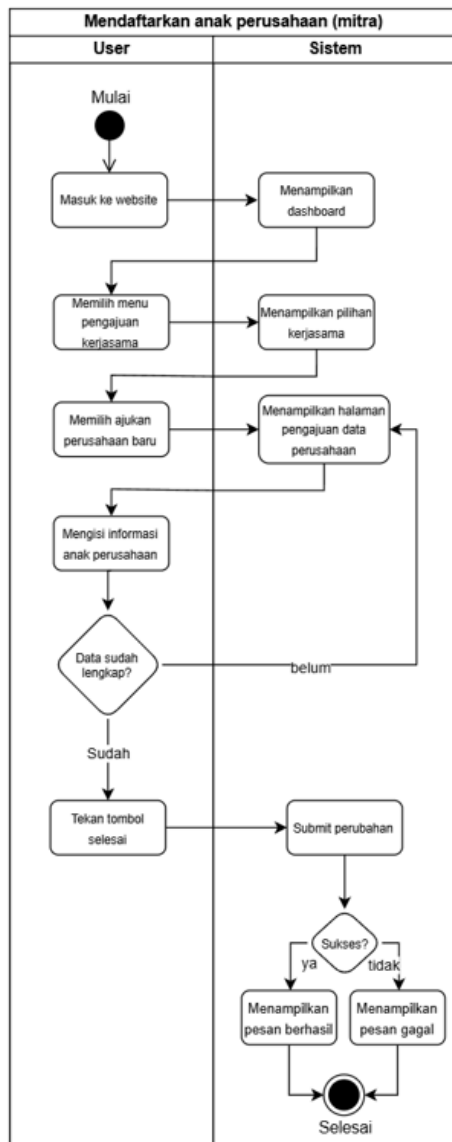 Mendaftarkan anak perusahaan (mitra)
User
Sistem
Mulai
Masuk ke website
Menampilkan
dashboard
Memilih menu
pengajuan
kerjasama
Menampilkan pilihan
kerjasama
Memilih ajukan
perusahaan baru
Menampilkan halaman
pengajuan data
perusahaan
Mengisi informasi
anak perusahaan
Data sudah
lengkap?
belum
Sudah
Tekan tombol
selesai
Submit perubahan
Sukses?
ya
tidak
Menampilkan
pesan berhasil
Menampilkan
pesan gagal
Selesai